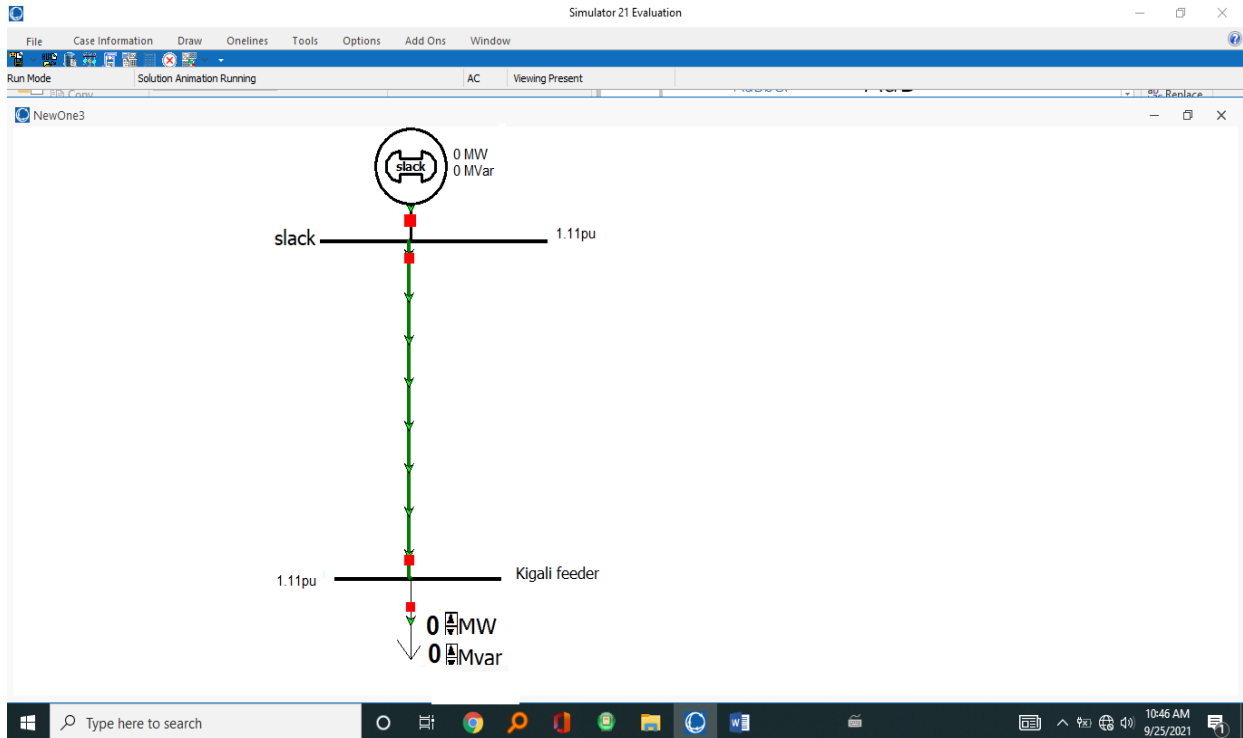 Simulator 21 Evaluation
File Case Information Draw Onelines Tools Options Add Ons Window
Run Mode Solution Animation Running AC Viewing Present
Copy Replace
NewOne3
0 MW
slack
0 MVar
slack 1.11pu
1.11pu Kigali feeder
0 MW
0 Mvar
Type here to search
10:46 AM
9/25/2021